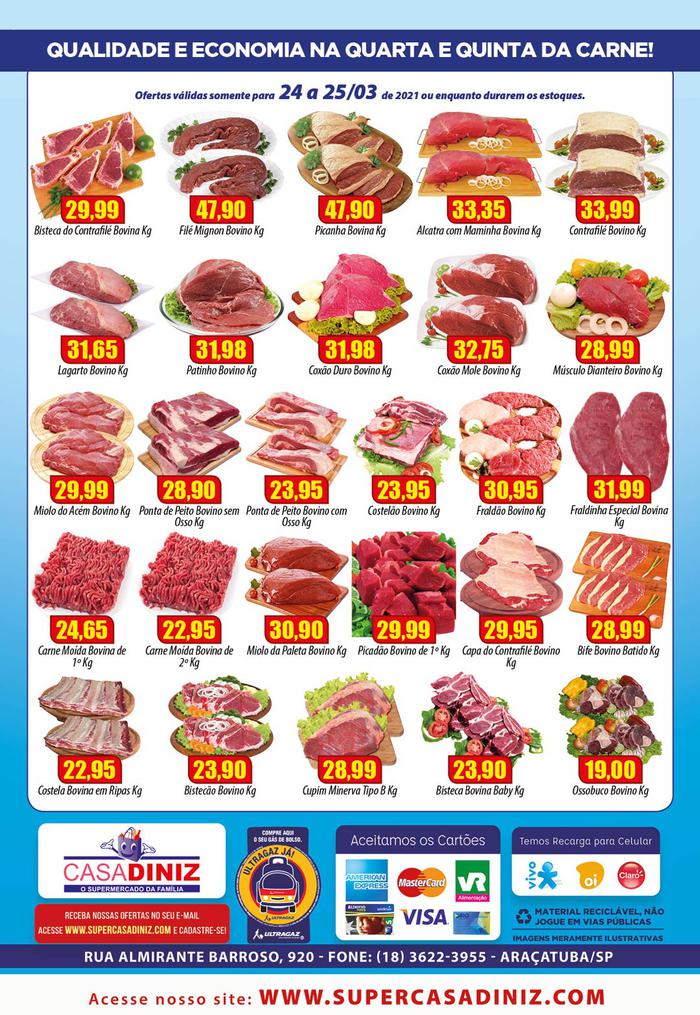 QUALIDADE E ECONOMIA NA QUARTA E QUINTA DA CARNE!
Ofertas válidas somente para 24 a 25/03 de 2021 ou enquanto durarem os estoques.
29,99
Bisteca do Contrafilé Bovina Kg
47,90
Filé Mignon Bovino Kg
47,90
Picanha Bovina Kg
33,35
Alcatra com Maminha Bovina Kg
33,99
Contrafilé Bovino Kg
31,65
Lagarto Bovino Kg
31,98
Patinho Bovino Kg
31,98
Coxão Duro Bovino Kg
32,75
Coxão Mole Bovino Kg
28,99
Músculo Dianteiro Bovino Kg
29,99
Miolo do Acém Bovino Kg
28,90
Ponta de Peito Bovino sem
Osso Kg
23,95
Ponta de Peito Bovino com
Osso Kg
23,95
Costelão Bovino Kg
30,95
Fraldão Bovino Kg
31,99
Fraldinha Especial Bovina
Kg
24,65
Carne Moída Bovina de
1º Kg
22,95
Carne Moída Bovina de
2º Kg
30,90
Miolo da Paleta Bovino Kg
29,99
Picadão Bovino de 1º Kg
29,95
Capa do Contrafilé Bovino
Kg
28,99
Bife Bovino Batido Kg
22,95
Costela Bovina em Ripas Kg
23,90
Bistecão Bovino Kg
28,99
Cupim Minerva Tipo B Kg
23,90
Bisteca Bovina Baby Kg
19,00
Ossobuco Bovino Kg
CASADINIZ
O SUPERMERCADO DA FAMÍLIA
RECEBA NOSSAS OFERTAS NO SEU E-MAIL
ACESSE WWW.SUPERCASADINIZ.COM E CADASTRE-SE!
COMPRE AQUI
O SEU GÁS DE BOLSO.
ULTRAGAZ JÁ!
ULTRAGAZ
Aceitamos os Cartões
AMERICAN
EXPRESS
MasterCard
VR
Alimentação
VISA
Temos Recarga para Celular
vivo
oi
Claro
MATERIAL RECICLÁVEL, NÃO
JOGUE EM VIAS PÚBLICAS
IMAGENS MERAMENTE ILUSTRATIVAS
RUA ALMIRANTE BARROSO, 920 - FONE: (18) 3622-3955 - ARAÇATUBA/SP
Acesse nosso site: WWW.SUPERCASADINIZ.COM